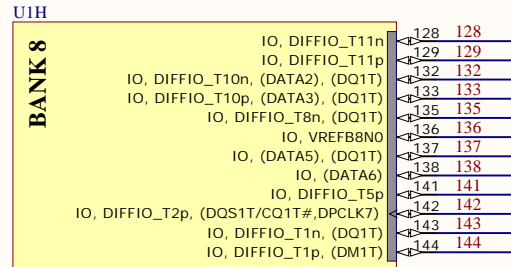 U1H
BANK 8
IO, DIFFIO_T11n 128 128
IO, DIFFIO_T11p 129 129
IO, DIFFIO_T10n, (DATA2), (DQ1T) 132 132
IO, DIFFIO_T10p, (DATA3), (DQ1T) 133 133
IO, DIFFIO_T8n, (DQ1T) 135 135
IO, VREFB8N0 136 136
IO, (DATA5), (DQ1T) 137 137
IO, (DATA6) 138 138
IO, DIFFIO_T5p 141 141
IO, DIFFIO_T2p, (DQS1T/CQ1T#,DPCLK7) 142 142
IO, DIFFIO_T1n, (DQ1T) 143 143
IO, DIFFIO_T1p, (DM1T) 144 144